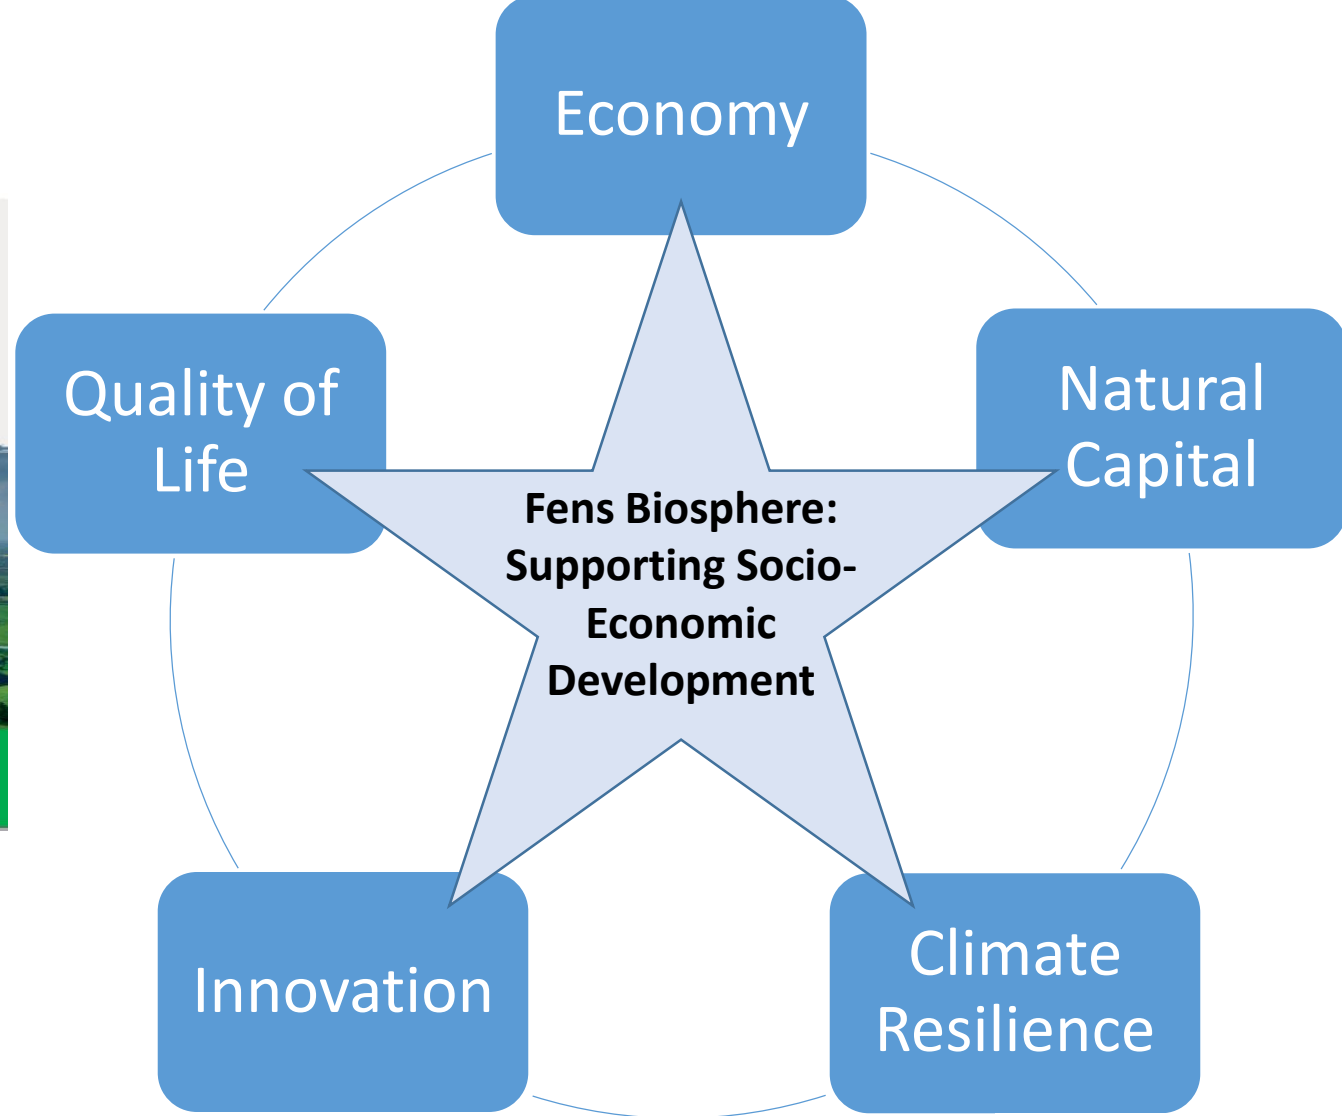 Economy
Quality of
Life
Natural
Capital
Fens Biosphere:
Supporting Socio-
Economic
Development
Innovation
Climate
Resilience